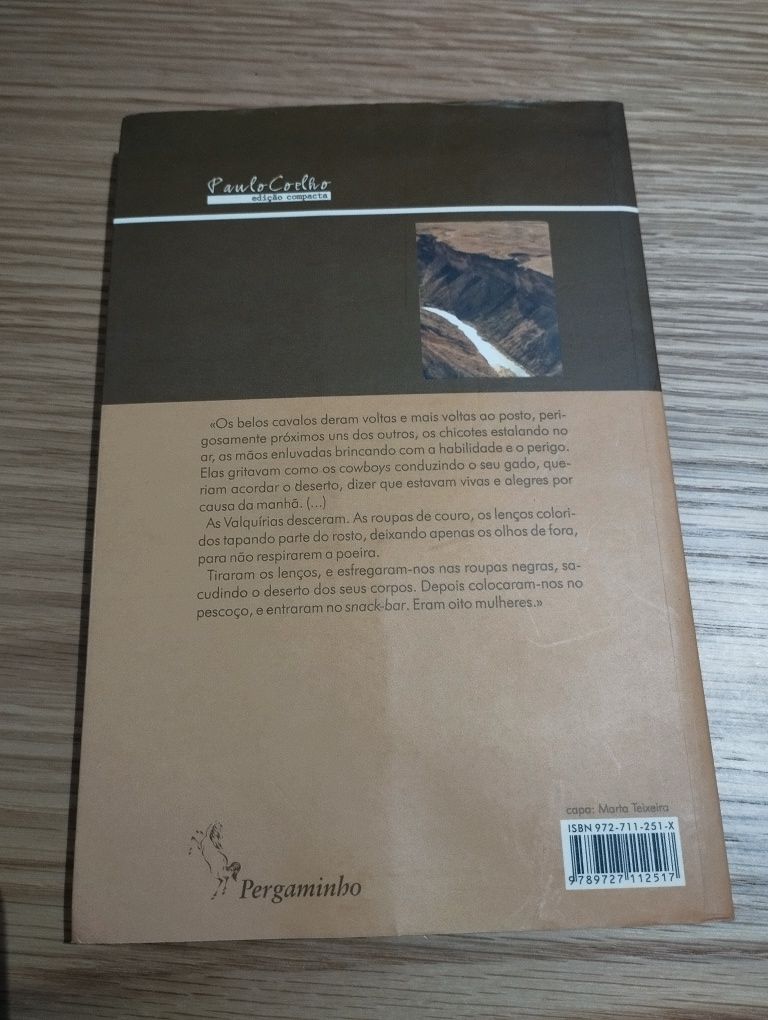 Paulo Coelho
edição compacta
«Os belos cavalos deram voltas e mais voltas ao posto, peri-
gosamente próximos uns dos outros, os chicotes estalando no
ar, as mãos enluvadas brincando com a habilidade e o perigo.
Elas gritavam como os cowboys conduzindo o seu gado, que-
riam acordar o deserto, dizer que estavam vivas e alegres por
causa da manhã. (...)
As Valquírias desceram. As roupas de couro, os lenços colori-
dos tapando parte do rosto, deixando apenas os olhos de fora,
para não respirarem a poeira.
Tiraram os lenços, e esfregaram-nos nas roupas negras, sa-
cudindo o deserto dos seus corpos. Depois colocaram-nos no
pescoço, e entraram no snack-bar. Eram oito mulheres.»
capa: Marta Teixeira
ISBN 972-711-251-X
9789727112517
Pergaminho